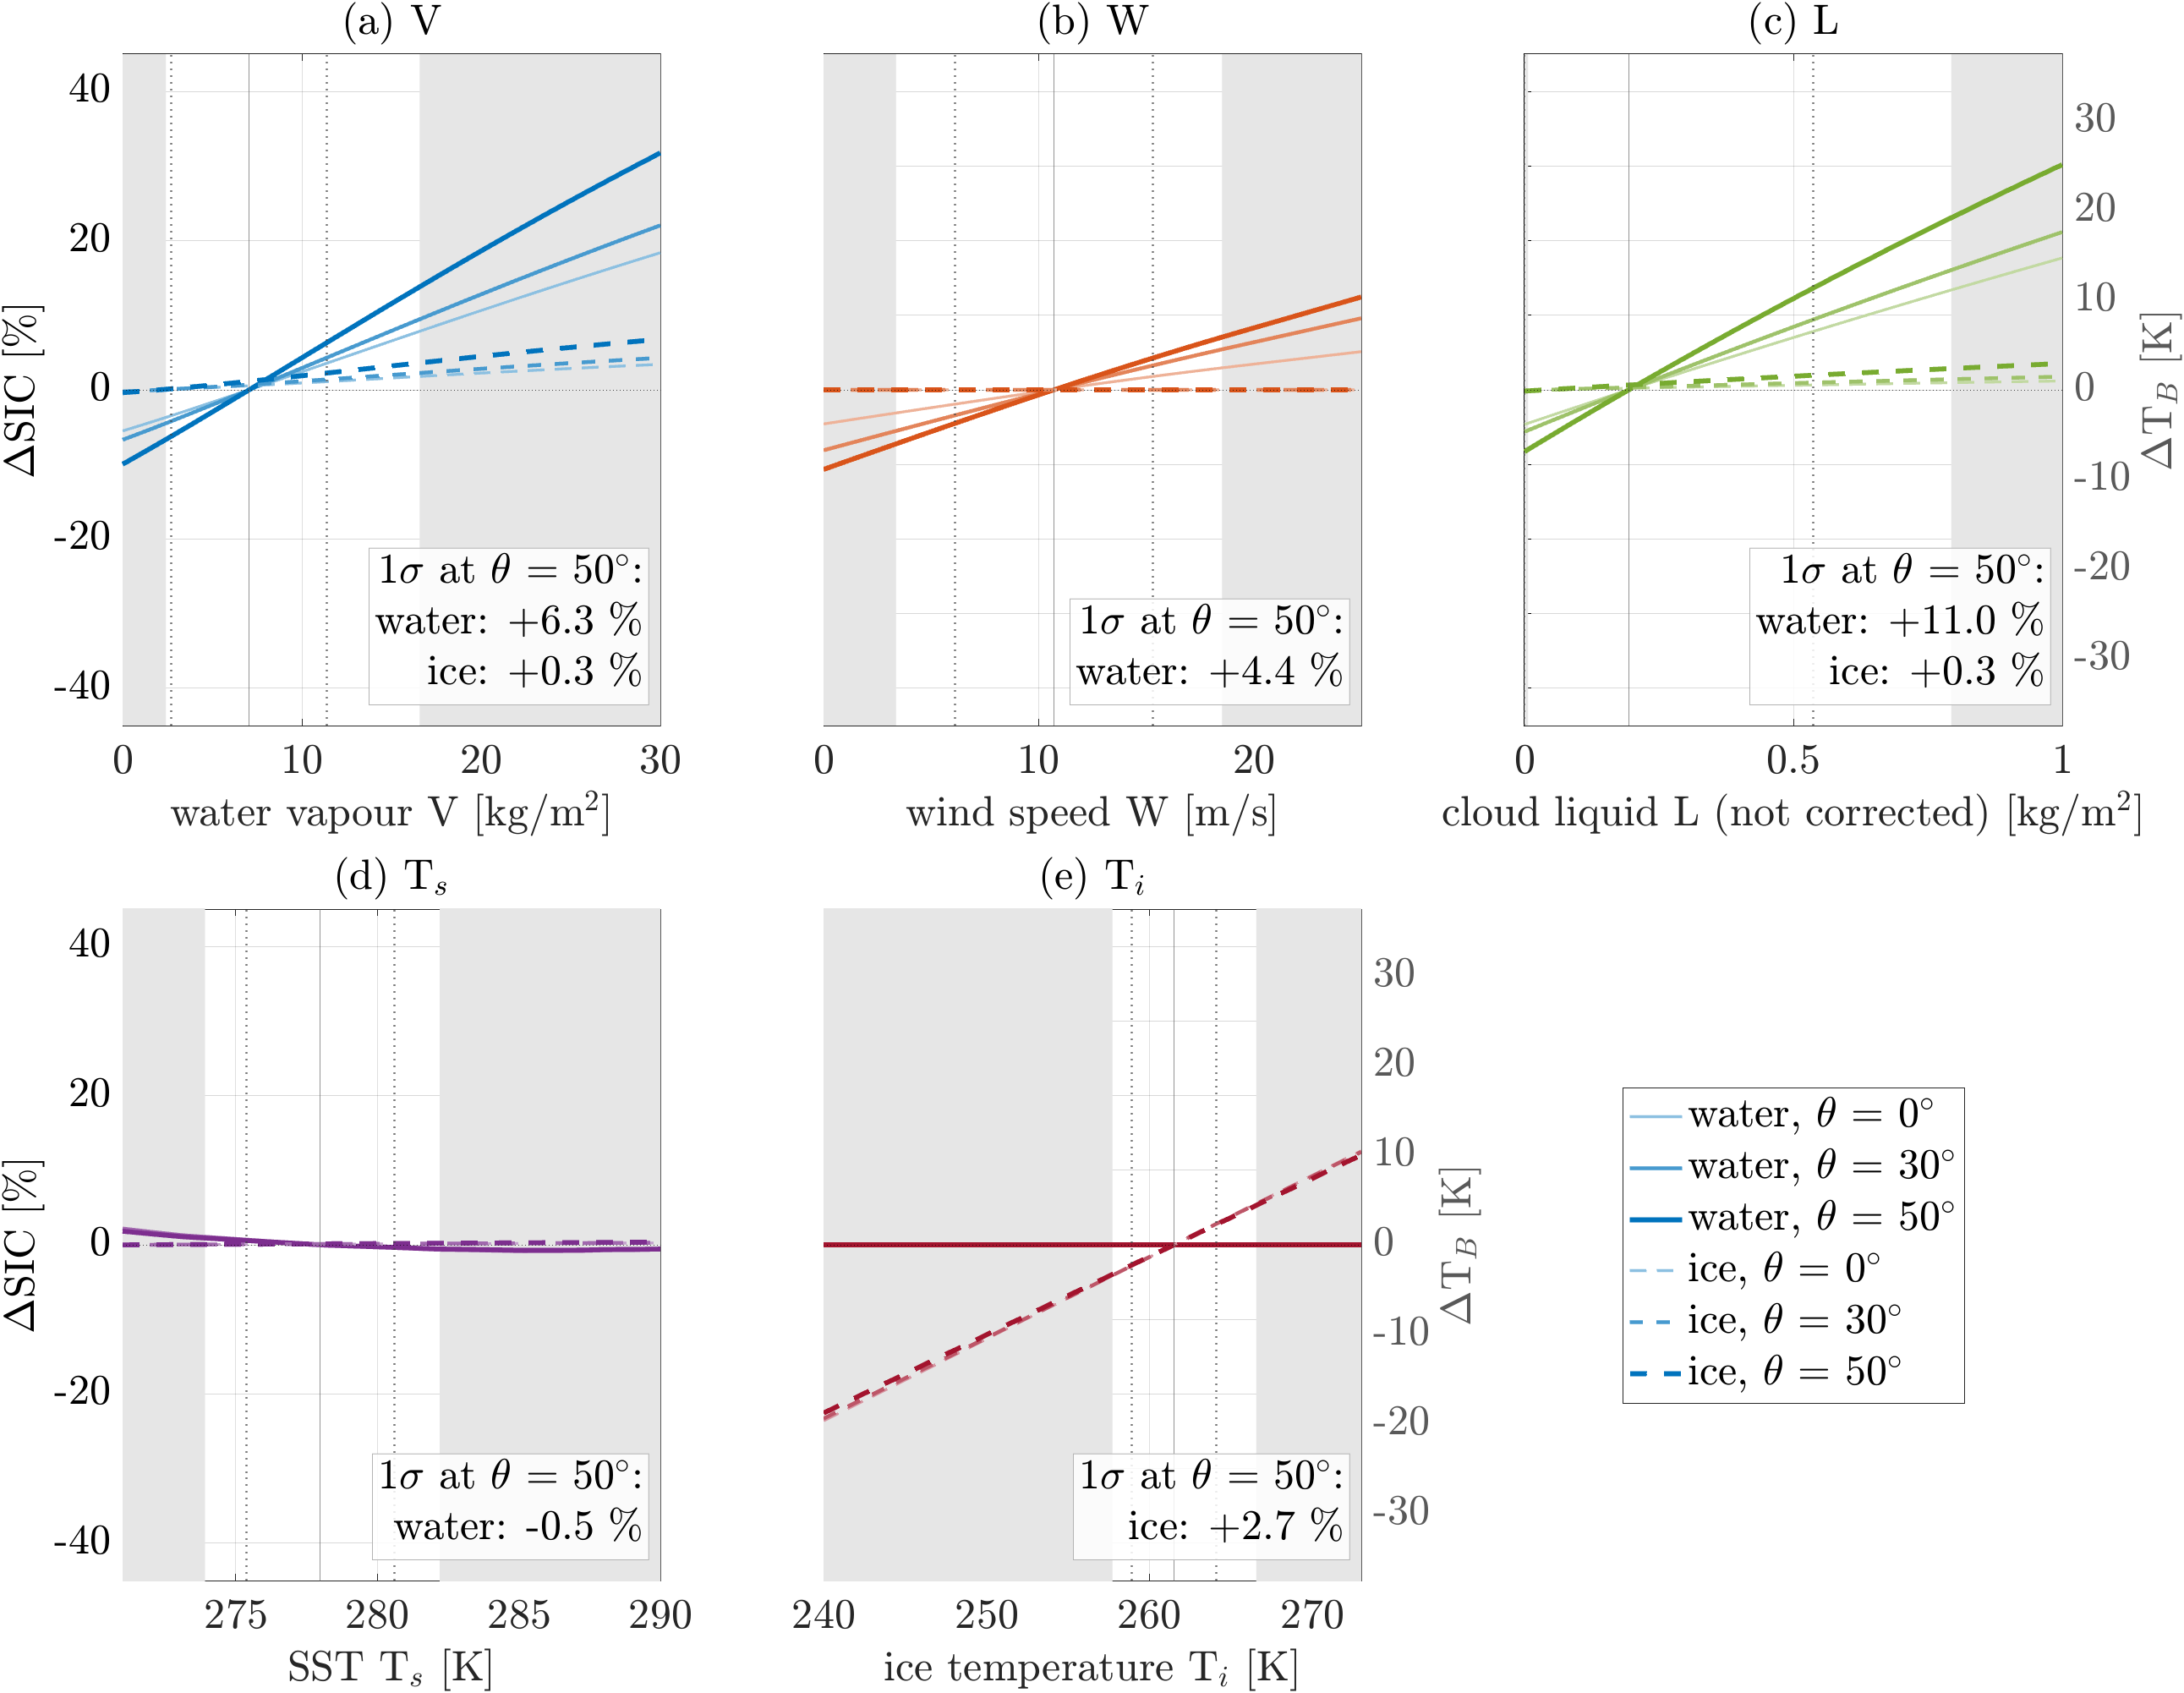 (a) V
(b) W
(c) L
40
20
0
-20
-40
ΔSIC [%]
30
20
10
0
-10
-20
-30
ΔT_B [K]
1σ at θ = 50°:
water: +6.3 %
ice: +0.3 %
1σ at θ = 50°:
water: +4.4 %
1σ at θ = 50°:
water: +11.0 %
ice: +0.3 %
0 10 20 30
0 10 20
0 0.5 1
water vapour V [kg/m²]
wind speed W [m/s]
cloud liquid L (not corrected) [kg/m²]
(d) T_s
(e) T_i
40
20
0
-20
-40
ΔSIC [%]
30
20
10
0
-10
-20
-30
ΔT_B [K]
1σ at θ = 50°:
water: -0.5 %
1σ at θ = 50°:
ice: +2.7 %
water, θ = 0°
water, θ = 30°
water, θ = 50°
ice, θ = 0°
ice, θ = 30°
ice, θ = 50°
275 280 285 290
240 250 260 270
SST T_s [K]
ice temperature T_i [K]